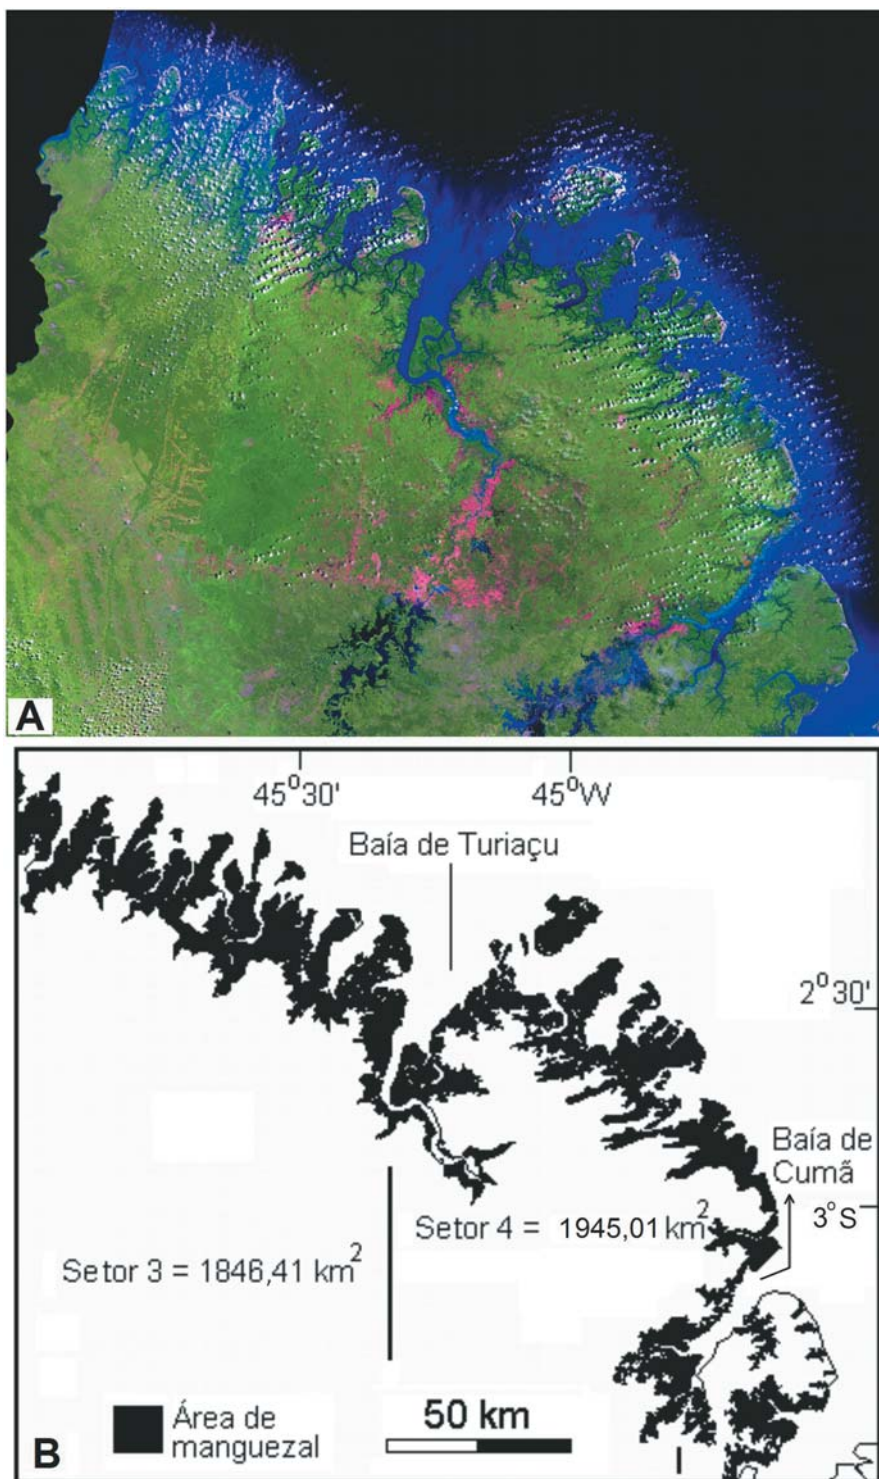 A
45°30'
45°W
Baía de Turiaçu
2°30'
Baía de
Cumã
3°S
Setor 4 = 1945,01 km²
Setor 3 = 1846,41 km²
Área de
manguezal
50 km
B